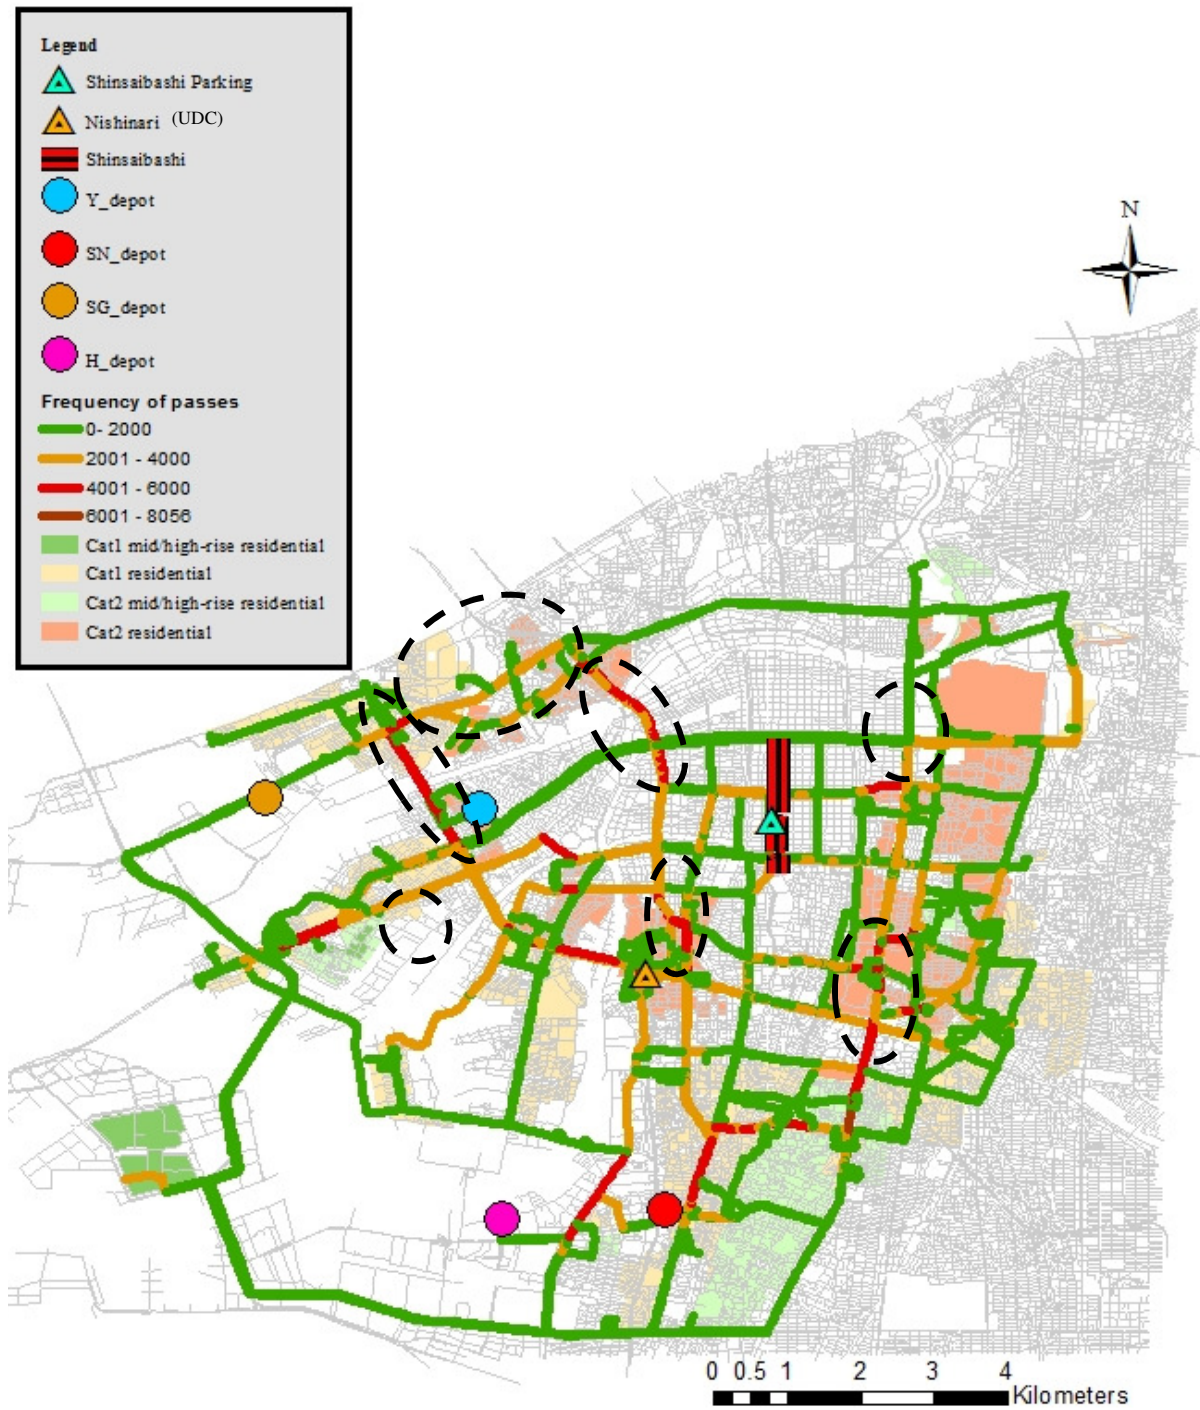 Legend
Shinsaibashi Parking
Nishinari (UDC)
Shinsaibashi
Y_depot
SN_depot
SG_depot
H_depot
Frequency of passes
0- 2000
2001 - 4000
4001 - 6000
6001 - 8056
Cat1 mid/high-rise residential
Cat1 residential
Cat2 mid/high-rise residential
Cat2 residential
N
0 0.5 1 2 3 4
Kilometers